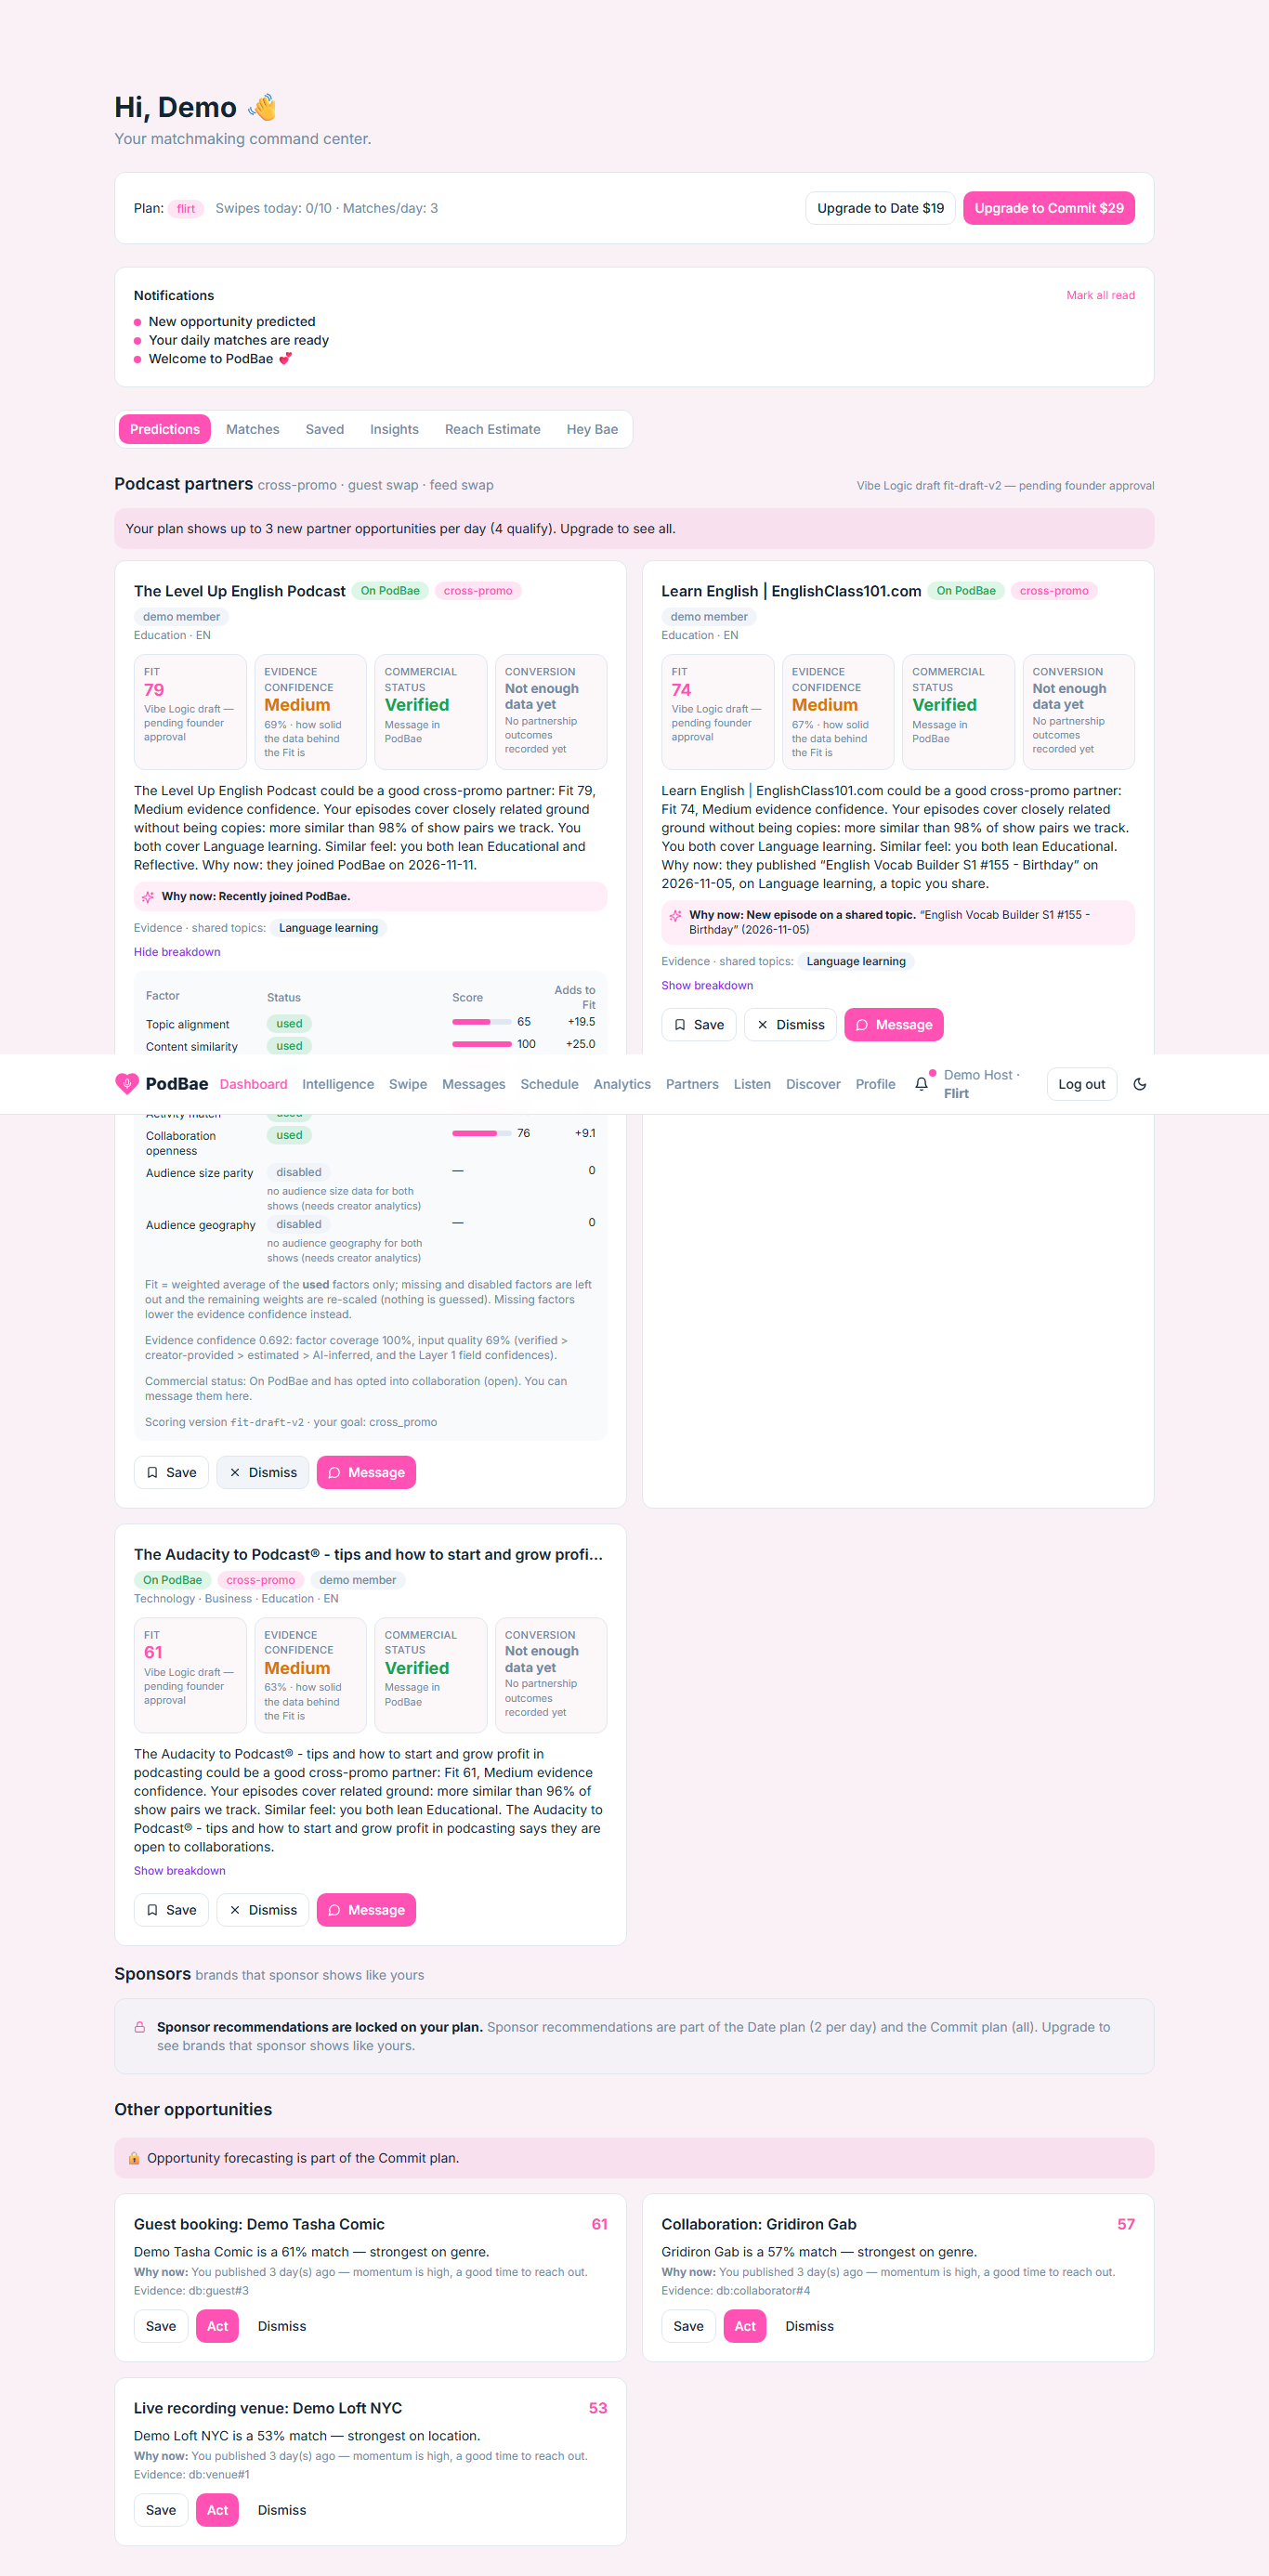 Hi, Demo 👋
Your matchmaking command center.
Plan: flirt Swipes today: 0/10 · Matches/day: 3
Upgrade to Date $19
Upgrade to Commit $29
Notifications
Mark all read
New opportunity predicted
Your daily matches are ready
Welcome to PodBae 💕
Predictions Matches Saved Insights Reach Estimate Hey Bae
Podcast partners cross-promo · guest swap · feed swap
Vibe Logic draft fit-draft-v2 — pending founder approval
Your plan shows up to 3 new partner opportunities per day (4 qualify). Upgrade to see all.
The Level Up English Podcast On PodBae cross-promo
demo member
Education · EN
FIT
79
Vibe Logic draft —
pending founder
approval
EVIDENCE
CONFIDENCE
Medium
69% · how solid
the data behind
the Fit is
COMMERCIAL
STATUS
Verified
Message in
PodBae
CONVERSION
Not enough
data yet
No partnership
outcomes
recorded yet
The Level Up English Podcast could be a good cross-promo partner: Fit 79,
Medium evidence confidence. Your episodes cover closely related ground
without being copies: more similar than 98% of show pairs we track. You
both cover Language learning. Similar feel: you both lean Educational and
Reflective. Why now: they joined PodBae on 2026-11-11.
Why now: Recently joined PodBae.
Evidence · shared topics: Language learning
Hide breakdown
Factor Status Score Adds to
Fit
Topic alignment used 65 +19.5
Content similarity used 100 +25.0
Learn English | EnglishClass101.com On PodBae cross-promo
demo member
Education · EN
FIT
74
Vibe Logic draft —
pending founder
approval
EVIDENCE
CONFIDENCE
Medium
67% · how solid
the data behind
the Fit is
COMMERCIAL
STATUS
Verified
Message in
PodBae
CONVERSION
Not enough
data yet
No partnership
outcomes
recorded yet
Learn English | EnglishClass101.com could be a good cross-promo partner:
Fit 74, Medium evidence confidence. Your episodes cover closely related
ground without being copies: more similar than 98% of show pairs we track.
You both cover Language learning. Similar feel: you both lean Educational.
Why now: they published “English Vocab Builder S1 #155 - Birthday” on
2026-11-05, on Language learning, a topic you share.
Why now: New episode on a shared topic. “English Vocab Builder S1 #155 -
Birthday” (2026-11-05)
Evidence · shared topics: Language learning
Show breakdown
Save Dismiss Message
PodBae Dashboard Intelligence Swipe Messages Schedule Analytics Partners Listen Discover Profile
Demo Host ·
Flirt
Log out
Activity match used
Collaboration
openness
used 76 +9.1
Audience size parity disabled — 0
no audience size data for both
shows (needs creator analytics)
Audience geography disabled — 0
no audience geography for both
shows (needs creator analytics)
Fit = weighted average of the used factors only; missing and disabled factors are left
out and the remaining weights are re-scaled (nothing is guessed). Missing factors
lower the evidence confidence instead.
Evidence confidence 0.692: factor coverage 100%, input quality 69% (verified >
creator-provided > estimated > AI-inferred, and the Layer 1 field confidences).
Commercial status: On PodBae and has opted into collaboration (open). You can
message them here.
Scoring version fit-draft-v2 · your goal: cross_promo
Save Dismiss Message
The Audacity to Podcast® - tips and how to start and grow profi...
On PodBae cross-promo demo member
Technology · Business · Education · EN
FIT
61
Vibe Logic draft —
pending founder
approval
EVIDENCE
CONFIDENCE
Medium
63% · how solid
the data behind
the Fit is
COMMERCIAL
STATUS
Verified
Message in
PodBae
CONVERSION
Not enough
data yet
No partnership
outcomes
recorded yet
The Audacity to Podcast® - tips and how to start and grow profit in
podcasting could be a good cross-promo partner: Fit 61, Medium evidence
confidence. Your episodes cover related ground: more similar than 96% of
show pairs we track. Similar feel: you both lean Educational. The Audacity to
Podcast® - tips and how to start and grow profit in podcasting says they are
open to collaborations.
Show breakdown
Save Dismiss Message
Sponsors brands that sponsor shows like yours
Sponsor recommendations are locked on your plan. Sponsor recommendations are part of the Date plan (2 per day) and the Commit plan (all). Upgrade to
see brands that sponsor shows like yours.
Other opportunities
🔒 Opportunity forecasting is part of the Commit plan.
Guest booking: Demo Tasha Comic 61
Demo Tasha Comic is a 61% match — strongest on genre.
Why now: You published 3 day(s) ago — momentum is high, a good time to reach out.
Evidence: db:guest#3
Save Act Dismiss
Collaboration: Gridiron Gab 57
Gridiron Gab is a 57% match — strongest on genre.
Why now: You published 3 day(s) ago — momentum is high, a good time to reach out.
Evidence: db:collaborator#4
Save Act Dismiss
Live recording venue: Demo Loft NYC 53
Demo Loft NYC is a 53% match — strongest on location.
Why now: You published 3 day(s) ago — momentum is high, a good time to reach out.
Evidence: db:venue#1
Save Act Dismiss